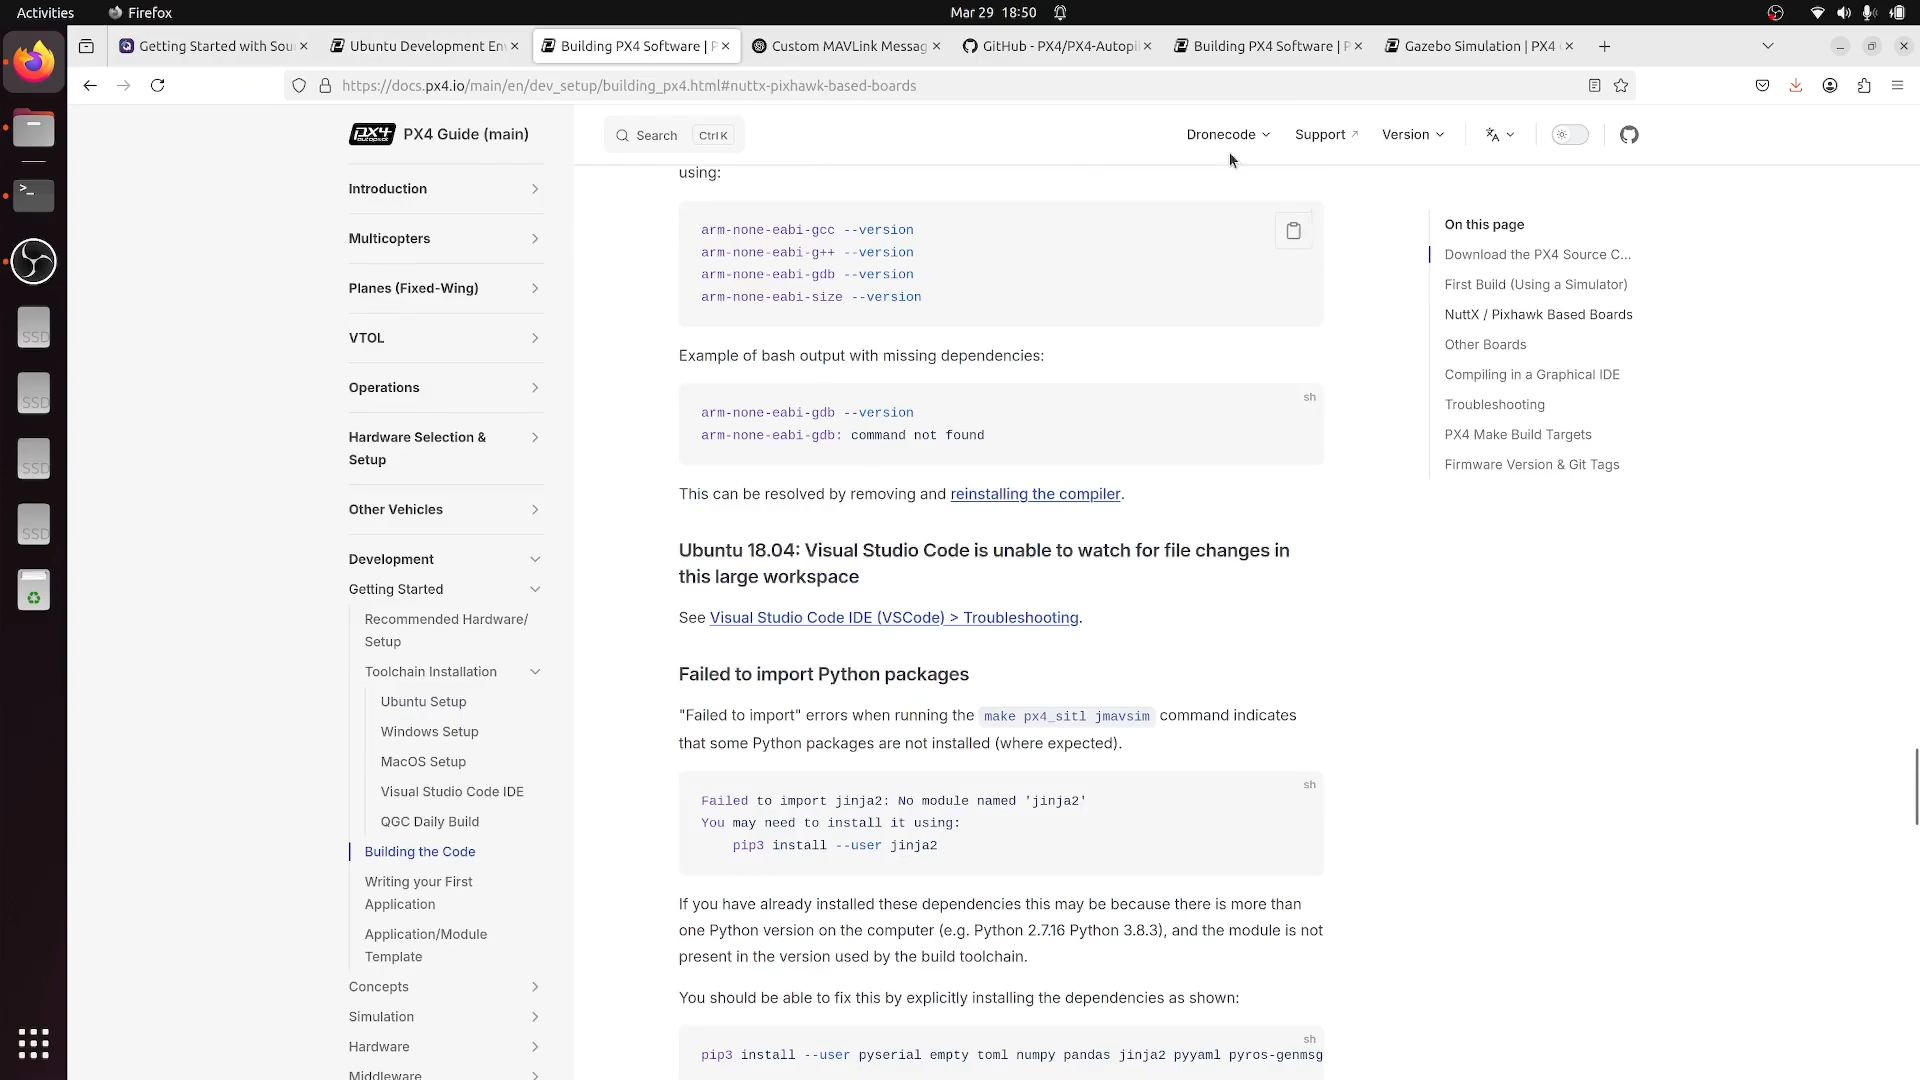 Activities
Firefox
Mar 29 18:50
Getting Started with Sou
Ubuntu Development En
Building PX4 Software | P
Custom MAVLink Messag
GitHub - PX4/PX4-Autopi
Building PX4 Software | P
Gazebo Simulation | PX4
https://docs.px4.io/main/en/dev_setup/building_px4.html#nuttx-pixhawk-based-boards
PX4 Guide (main)
Search
Ctrl K
Dronecode
Support
Version
Introduction
Multicopters
Planes (Fixed-Wing)
VTOL
Operations
Hardware Selection &
Setup
Other Vehicles
Development
Getting Started
Recommended Hardware/
Setup
Toolchain Installation
Ubuntu Setup
Windows Setup
MacOS Setup
Visual Studio Code IDE
QGC Daily Build
Building the Code
Writing your First
Application
Application/Module
Template
Concepts
Simulation
Hardware
Middleware
using:
arm-none-eabi-gcc --version
arm-none-eabi-g++ --version
arm-none-eabi-gdb --version
arm-none-eabi-size --version
Example of bash output with missing dependencies:
sh
arm-none-eabi-gdb --version
arm-none-eabi-gdb: command not found
This can be resolved by removing and reinstalling the compiler.
Ubuntu 18.04: Visual Studio Code is unable to watch for file changes in
this large workspace
See Visual Studio Code IDE (VSCode) > Troubleshooting.
Failed to import Python packages
"Failed to import" errors when running the make px4_sitl jmavsim command indicates
that some Python packages are not installed (where expected).
sh
Failed to import jinja2: No module named 'jinja2'
You may need to install it using:
pip3 install --user jinja2
If you have already installed these dependencies this may be because there is more than
one Python version on the computer (e.g. Python 2.7.16 Python 3.8.3), and the module is not
present in the version used by the build toolchain.
You should be able to fix this by explicitly installing the dependencies as shown:
sh
pip3 install --user pyserial empty toml numpy pandas jinja2 pyyaml pyros-genmsg
On this page
Download the PX4 Source C...
First Build (Using a Simulator)
NuttX / Pixhawk Based Boards
Other Boards
Compiling in a Graphical IDE
Troubleshooting
PX4 Make Build Targets
Firmware Version & Git Tags
SSD
SSD
SSD
SSD